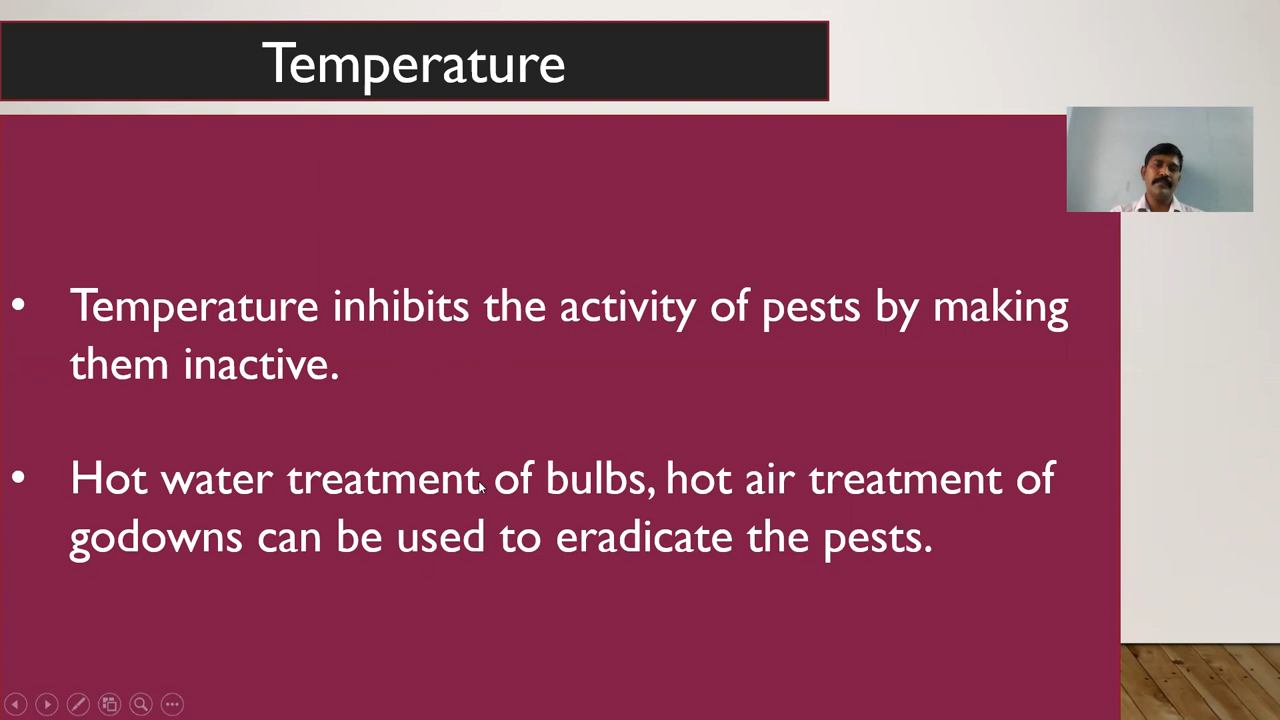 Temperature
• Temperature inhibits the activity of pests by making
them inactive.
• Hot water treatment of bulbs, hot air treatment of
godowns can be used to eradicate the pests.